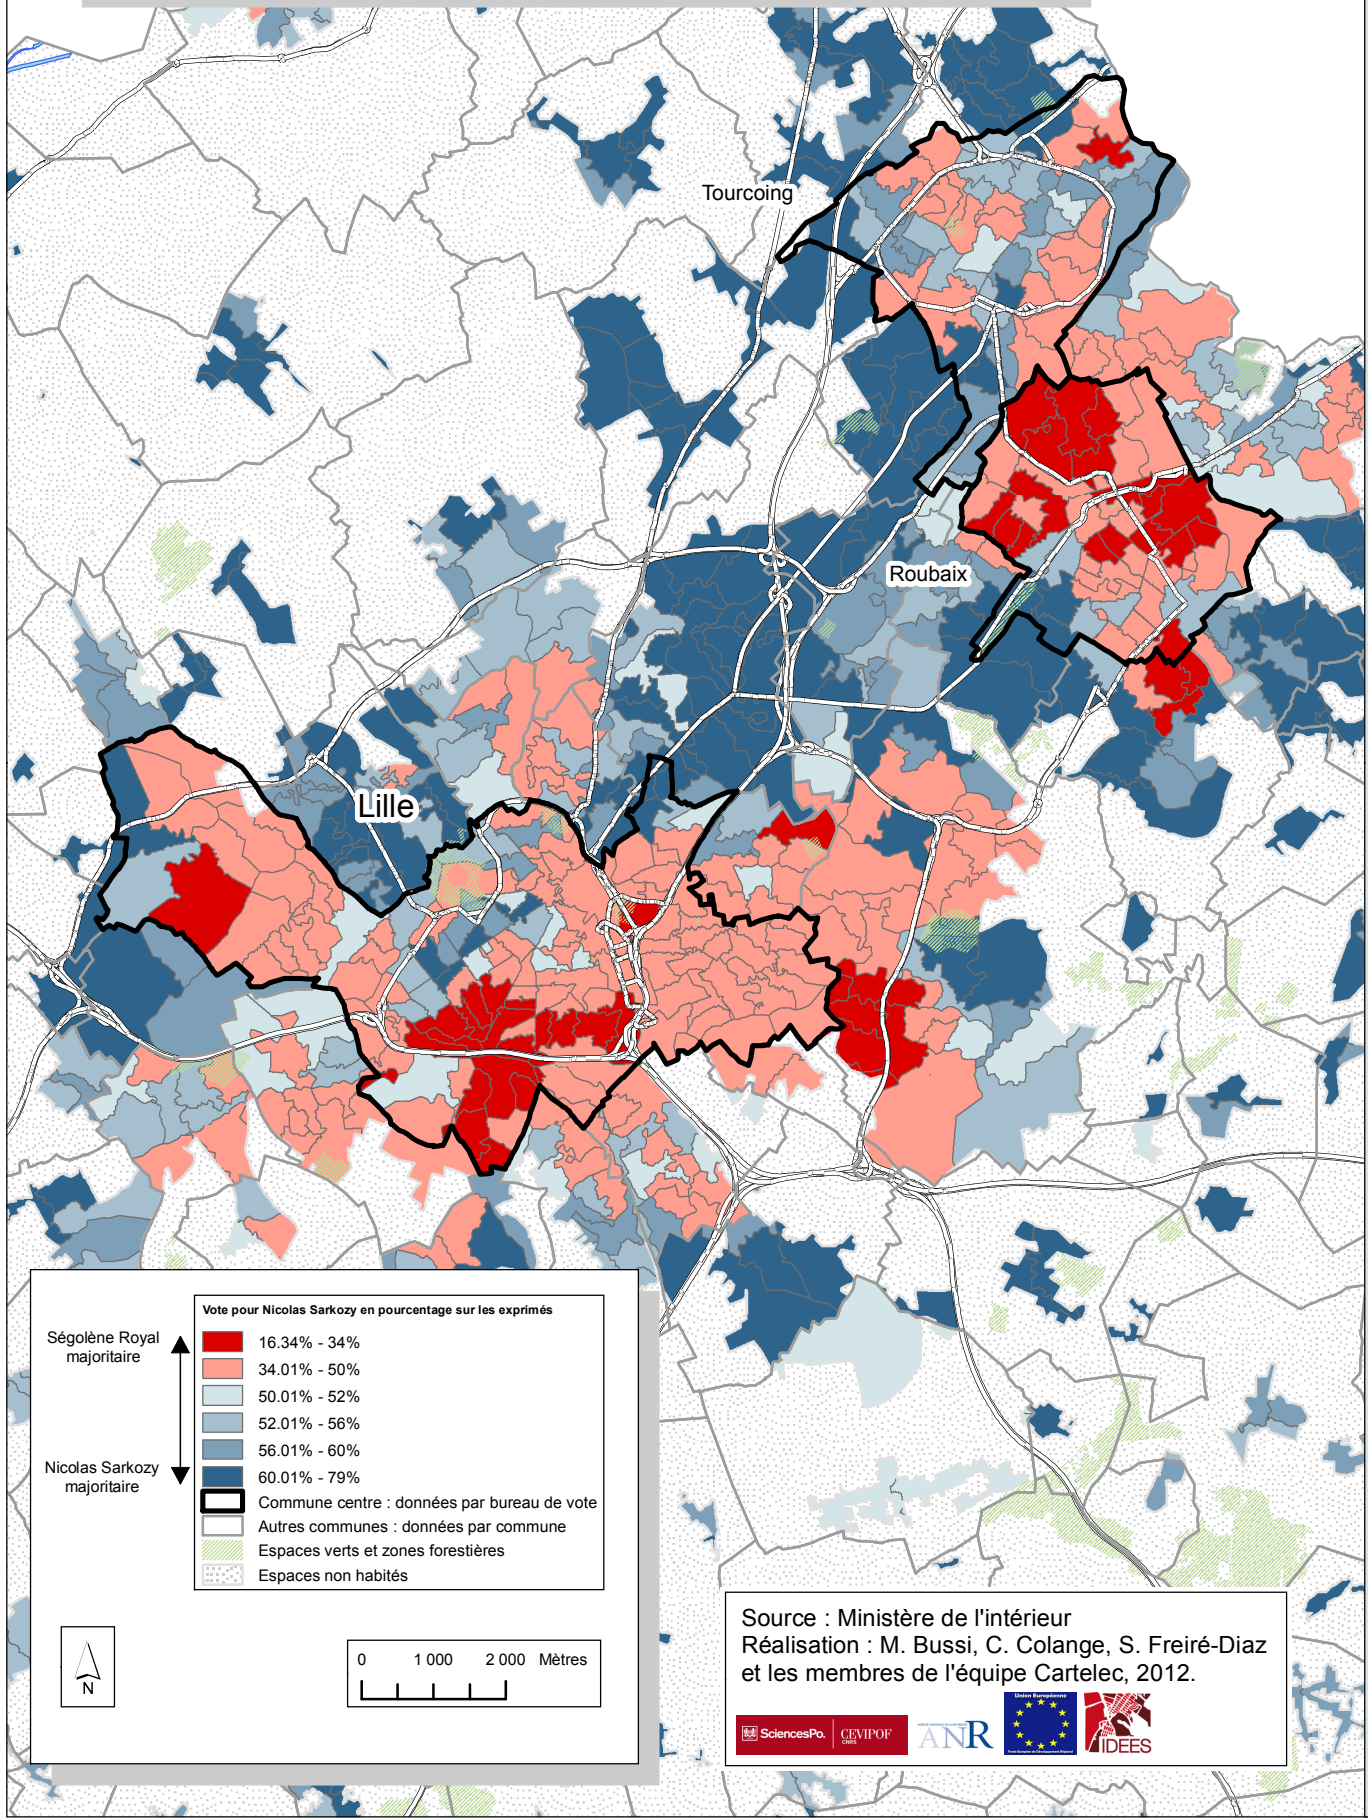 Tourcoing
Roubaix
Lille
Vote pour Nicolas Sarkozy en pourcentage sur les exprimés
Ségolène Royal
majoritaire
Nicolas Sarkozy
majoritaire
16.34% - 34%
34.01% - 50%
50.01% - 52%
52.01% - 56%
56.01% - 60%
60.01% - 79%
Commune centre : données par bureau de vote
Autres communes : données par commune
Espaces verts et zones forestières
Espaces non habités
N
0 1 000 2 000 Mètres
Source : Ministère de l'intérieur
Réalisation : M. Bussi, C. Colange, S. Freiré-Diaz
et les membres de l'équipe Cartelec, 2012.
SciencesPo. CEVIPOF
CNRS
ANR
Union Européenne
IDEES